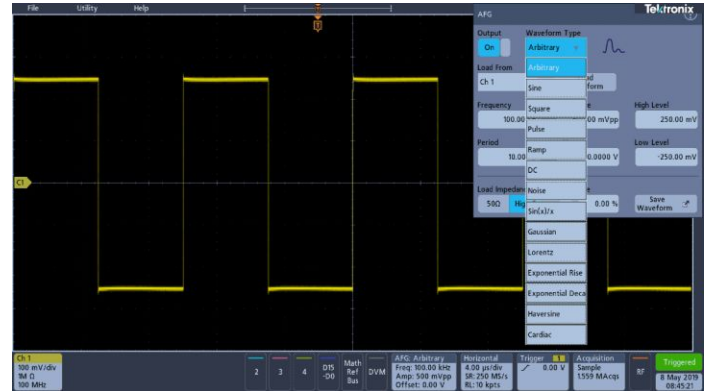 File Utility Help
Tektronix
AFG
Output Waveform Type
On Arbitrary
Load From
Ch 1
Arbitrary
Sine
Square
Pulse
Ramp
DC
Noise
Sin(x)/x
Gaussian
Lorentz
Exponential Rise
Exponential Deca
Haversine
Cardiac
Frequency
100.00
00 mVpp
High Level
250.00 mV
Period
10.00
0.0000 V
Low Level
-250.00 mV
Load Impedance
50Ω
0.00 %
Save
Waveform
C1
Ch 1
100 mV/div
1M Ω
100 MHz
2 3 4
D15
-D0
Math
Ref
Bus
DVM
AFG: Arbitrary
Freq: 100.00 kHz
Amp: 500 mVpp
Offset: 0.00 V
Horizontal
4.00 µs/div
SR: 250 MS/s
RL: 10 kpts
Trigger
0.00 V
Acquisition
Sample
1.559 MAcqs
RF
Triggered
8 May 2019
08:45:21